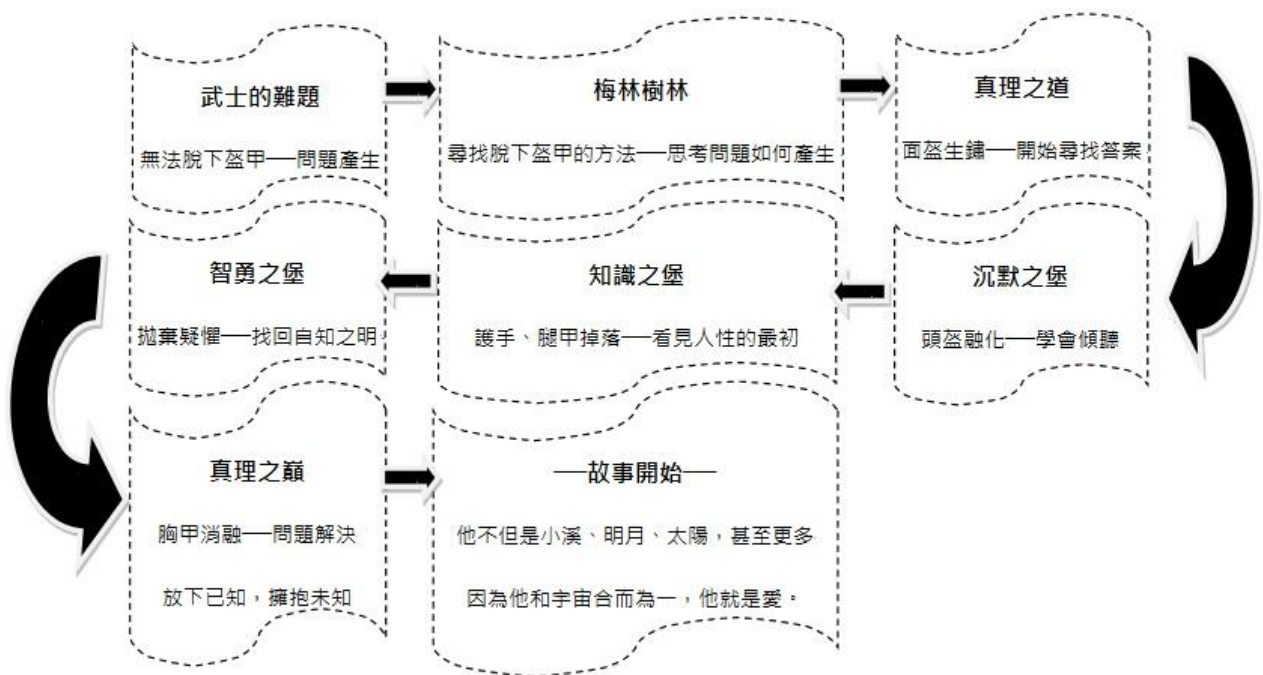 武士的難題
無法脫下盔甲──問題產生
梅林樹林
尋找脫下盔甲的方法──思考問題如何產生
真理之道
面盔生鏽──開始尋找答案
沉默之堡
頭盔融化──學會傾聽
知識之堡
護手、腿甲掉落──看見人性的最初
智勇之堡
拋棄疑懼──找回自知之明
真理之巔
胸甲消融──問題解決
放下已知，擁抱未知
──故事開始──
他不但是小溪、明月、太陽，甚至更多
因為他和宇宙合而為一，他就是愛。